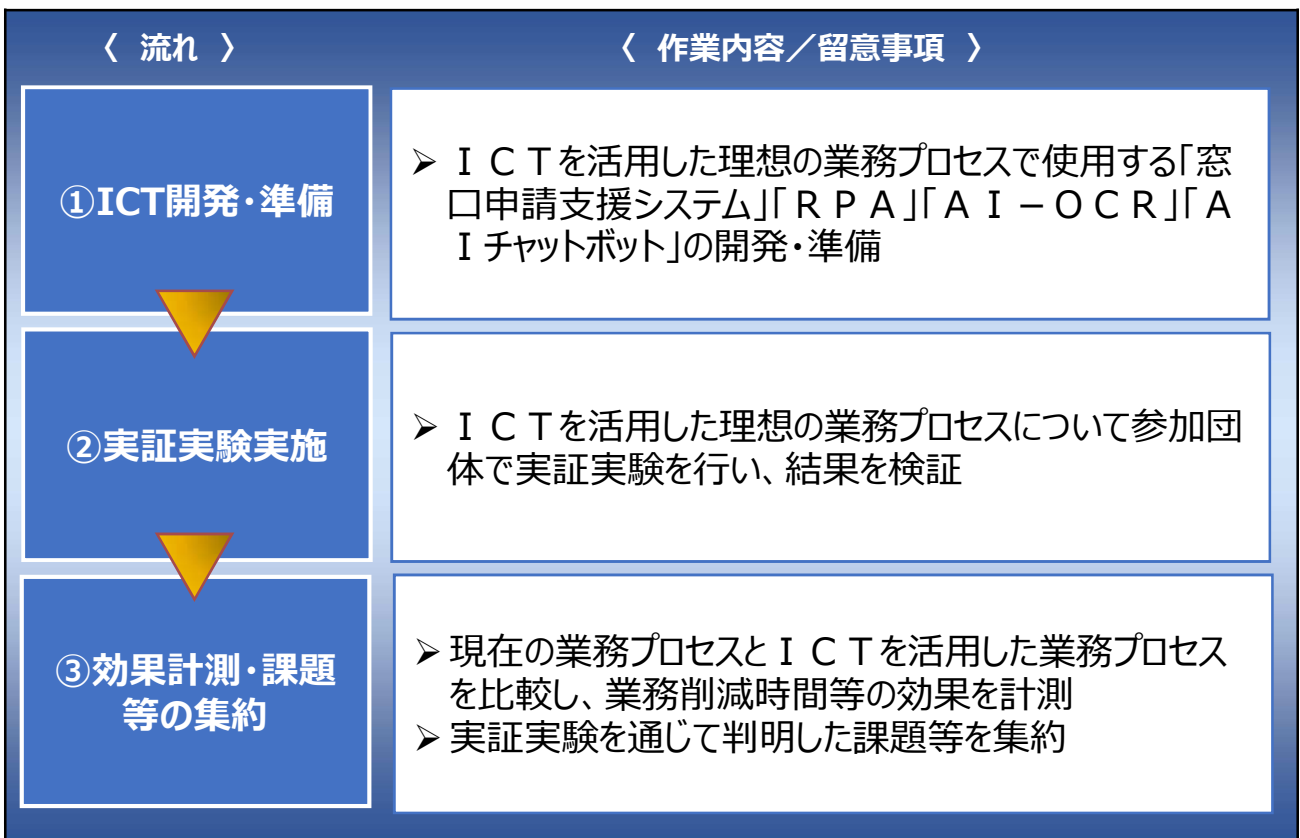 〈 流れ 〉
〈 作業内容／留意事項 〉
①ICT開発・準備
➢ ＩＣＴを活用した理想の業務プロセスで使用する「窓
口申請支援システム」「ＲＰＡ」「ＡＩ－ＯＣＲ」「Ａ
Ｉチャットボット」の開発・準備
②実証実験実施
➢ ＩＣＴを活用した理想の業務プロセスについて参加団
体で実証実験を行い、結果を検証
③効果計測・課題
等の集約
➢ 現在の業務プロセスとＩＣＴを活用した業務プロセス
を比較し、業務削減時間等の効果を計測
➢ 実証実験を通じて判明した課題等を集約